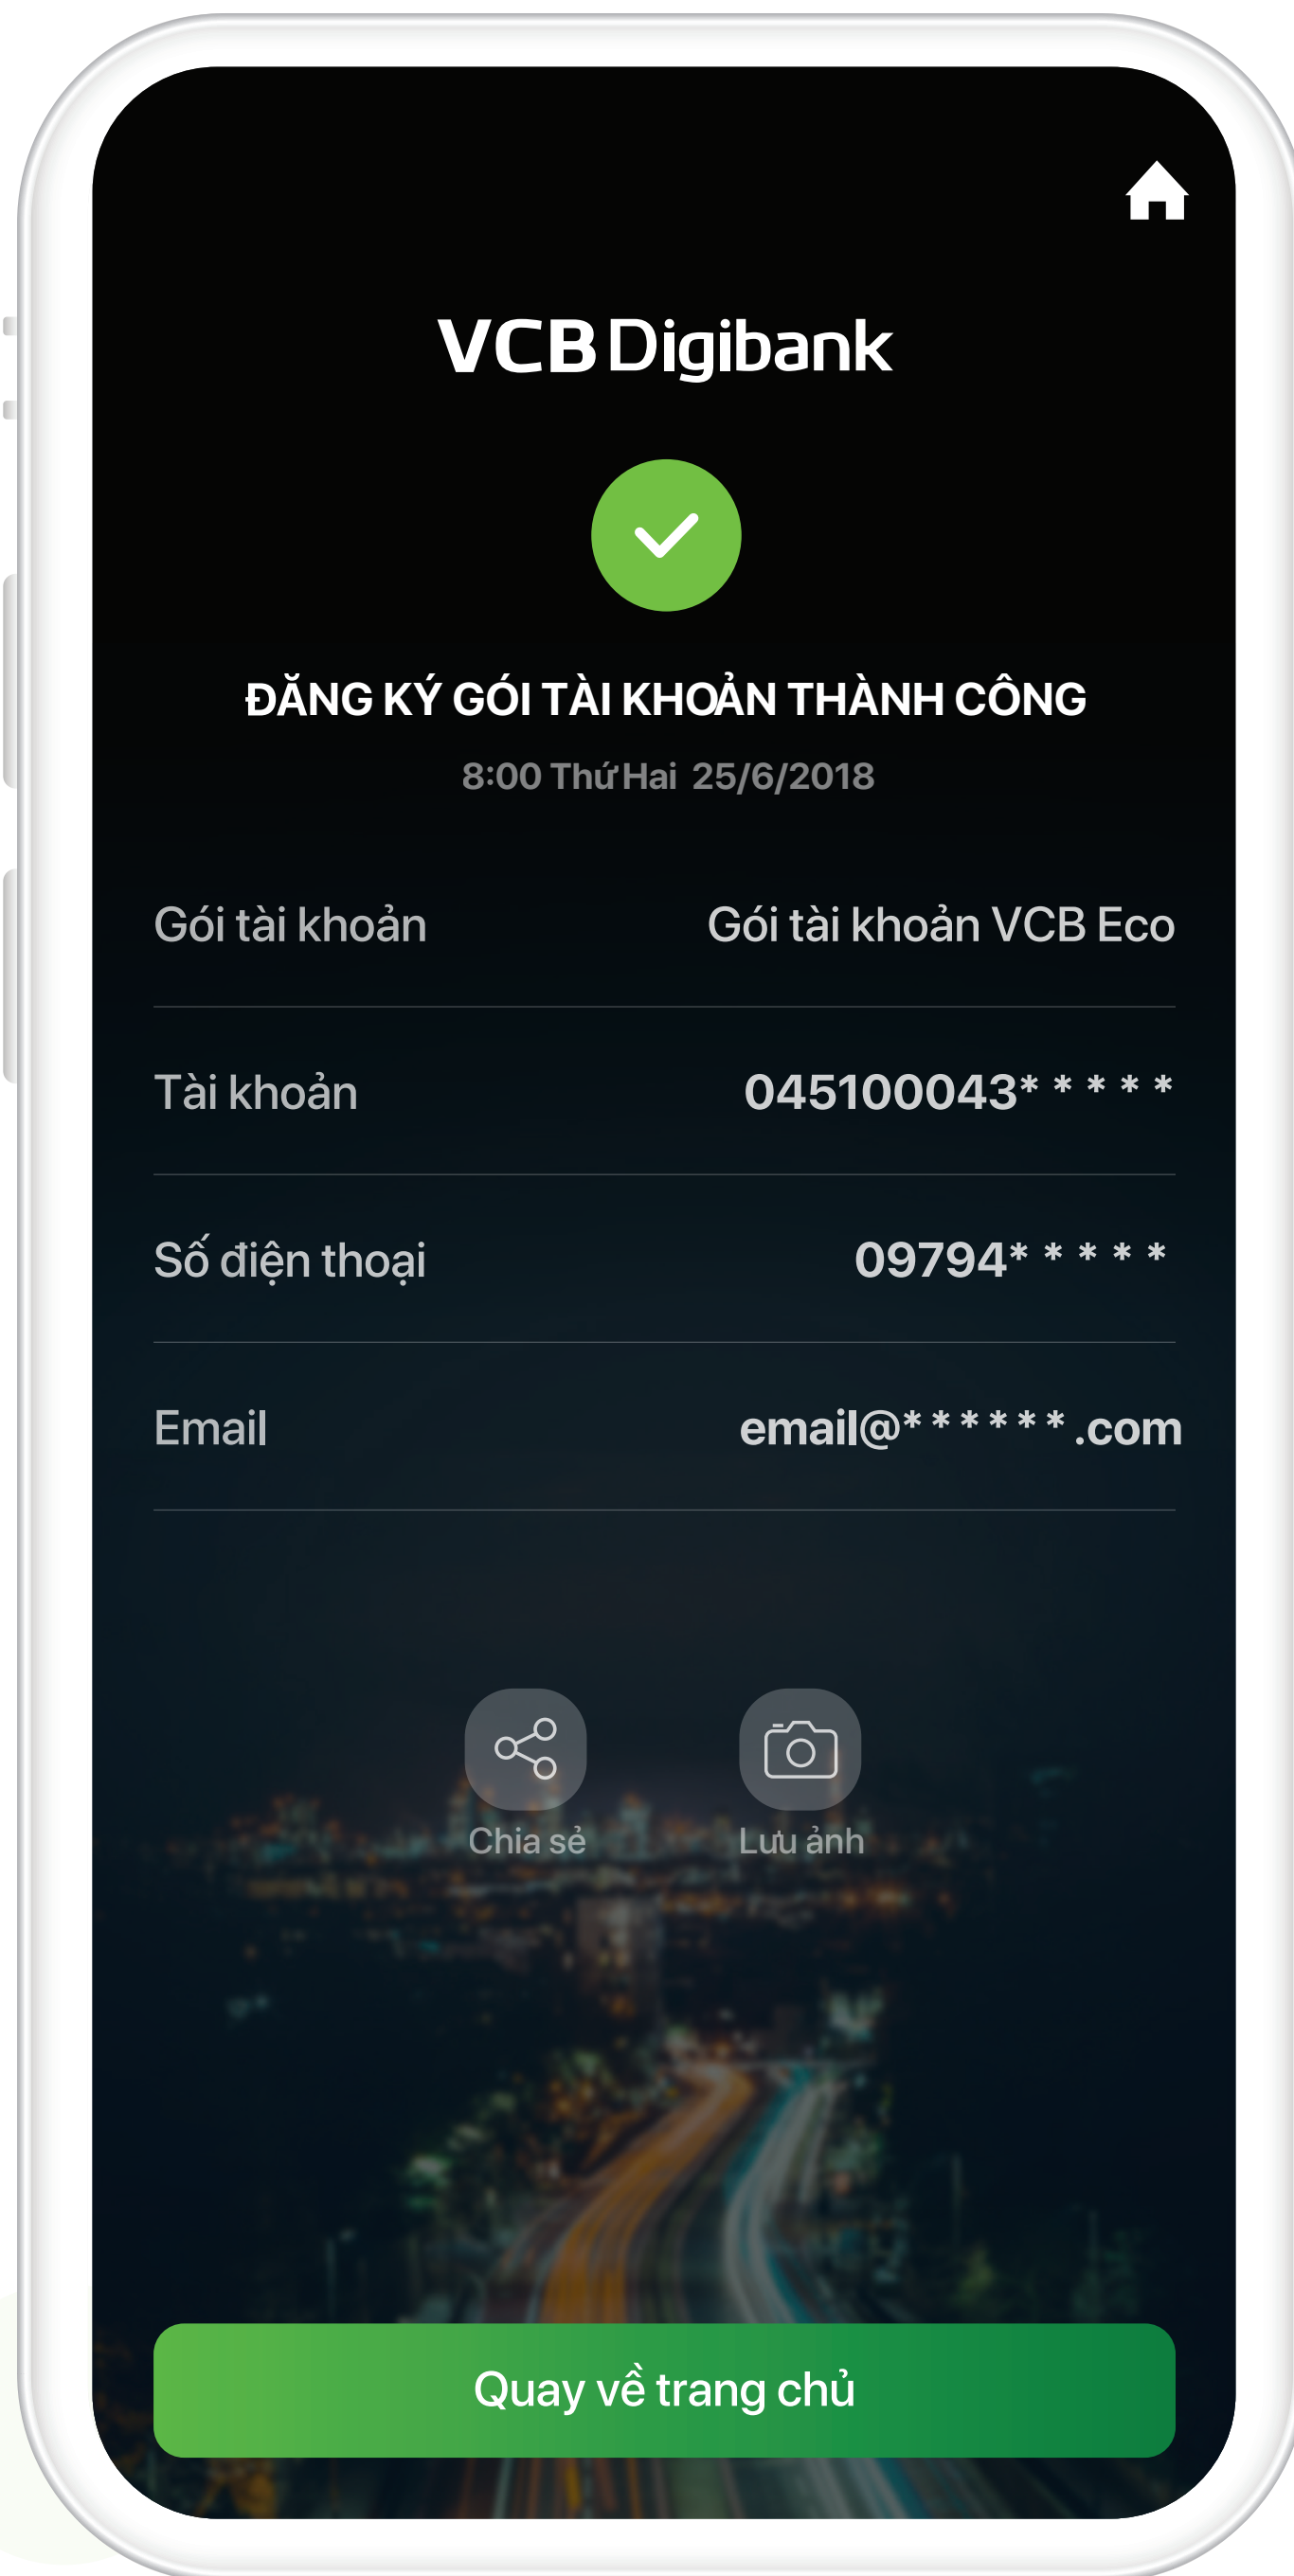 VCB Digibank
ĐĂNG KÝ GÓI TÀI KHOẢN THÀNH CÔNG
8:00 Thứ Hai 25/6/2018
Gói tài khoản Gói tài khoản VCB Eco
Tài khoản 045100043* * * * *
Số điện thoại 09794* * * * *
Email email@* * * * * * .com
Chia sẻ Lưu ảnh
Quay về trang chủ